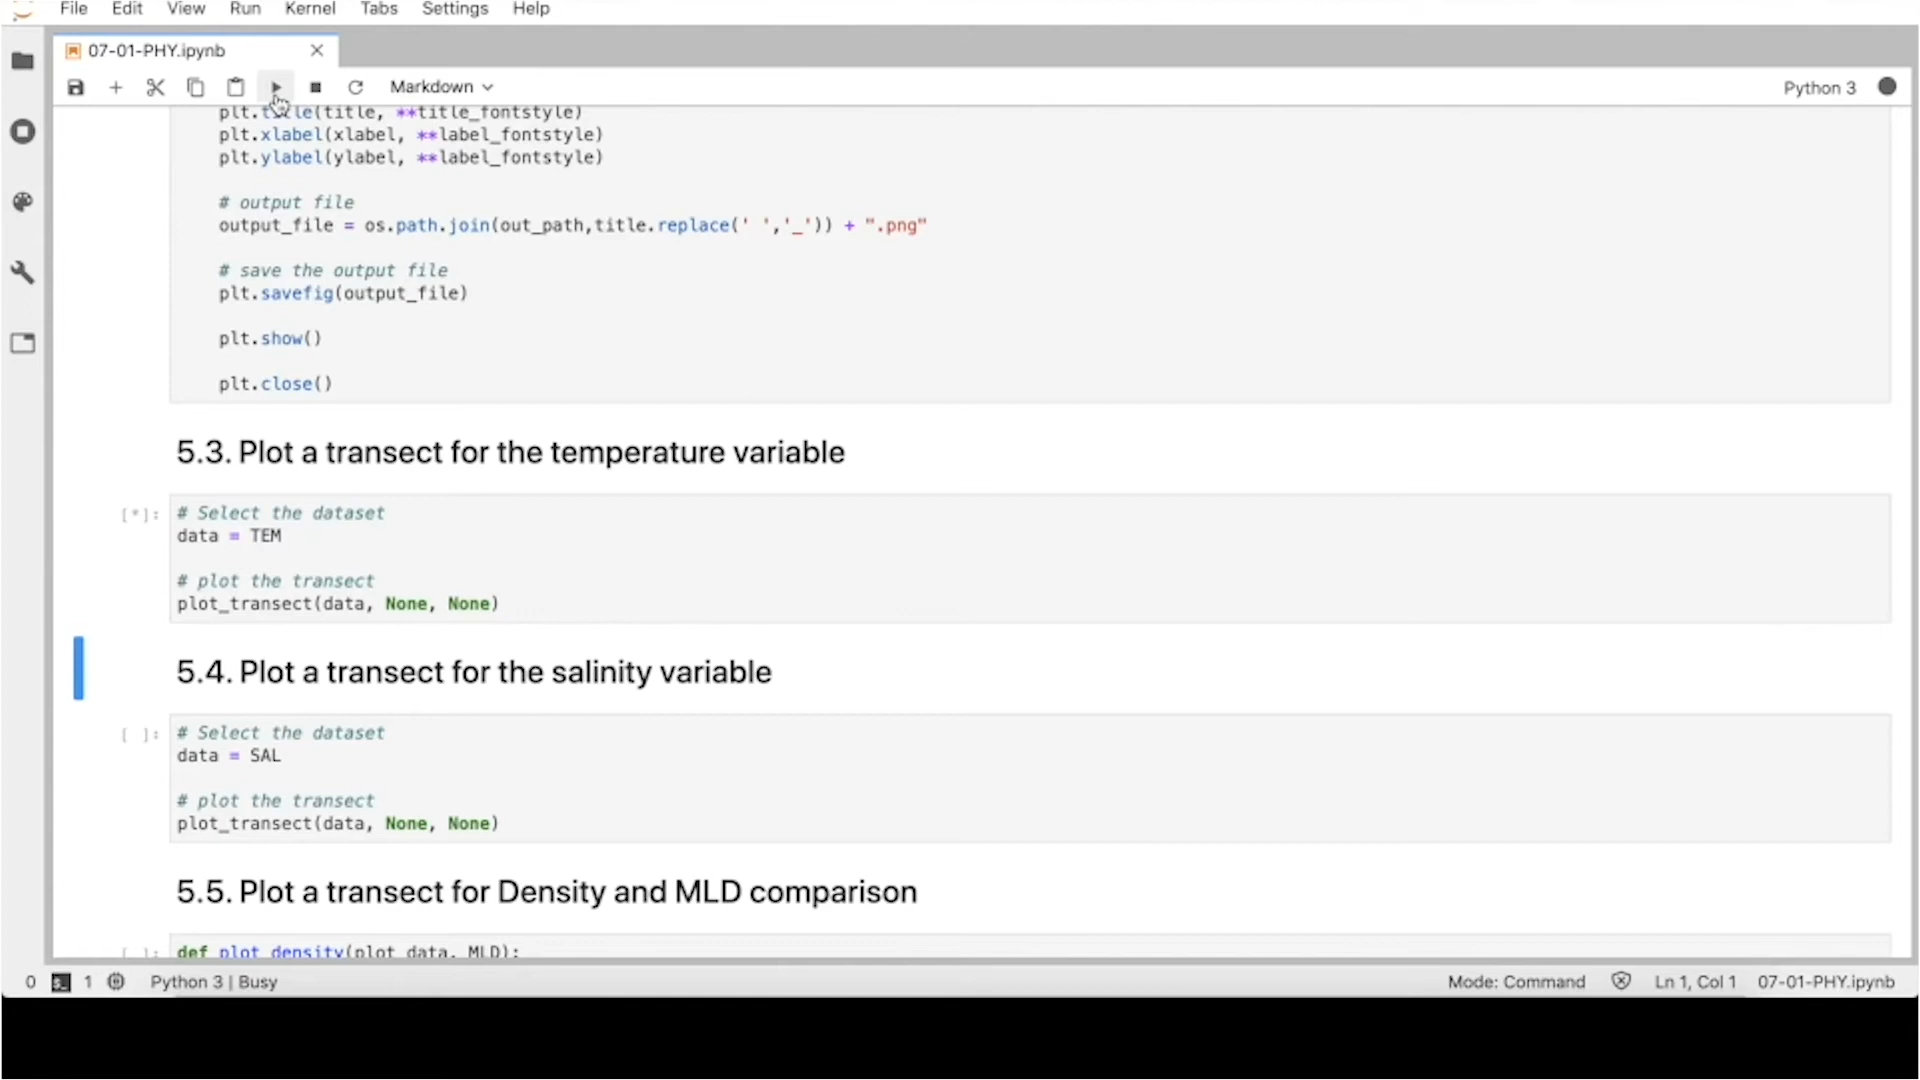 File Edit View Run Kernel Tabs Settings Help
07-01-PHY.ipynb
Markdown Python 3
plt.title(title, **title_fontstyle)
plt.xlabel(xlabel, **label_fontstyle)
plt.ylabel(ylabel, **label_fontstyle)
# output file
output_file = os.path.join(out_path,title.replace(' ','_')) + ".png"
# save the output file
plt.savefig(output_file)
plt.show()
plt.close()
5.3. Plot a transect for the temperature variable
[*]: # Select the dataset
data = TEM
# plot the transect
plot_transect(data, None, None)
5.4. Plot a transect for the salinity variable
[ ]: # Select the dataset
data = SAL
# plot the transect
plot_transect(data, None, None)
5.5. Plot a transect for Density and MLD comparison
[ ]: def plot_density(plot_data, MLD):
0 1 Python 3 | Busy Mode: Command Ln 1, Col 1 07-01-PHY.ipynb